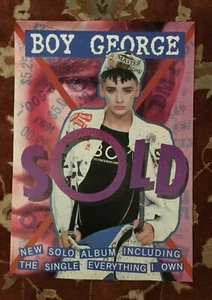 BOY GEORGE
SOLD
NEW SOLO ALBUM INCLUDING
THE SINGLE EVERYTHING I OWN